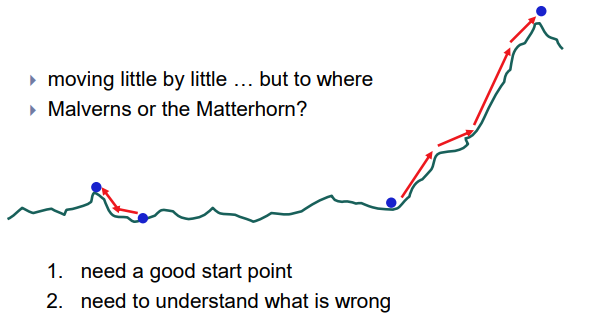 moving little by little … but to where
Malverns or the Matterhorn?
1. need a good start point
2. need to understand what is wrong